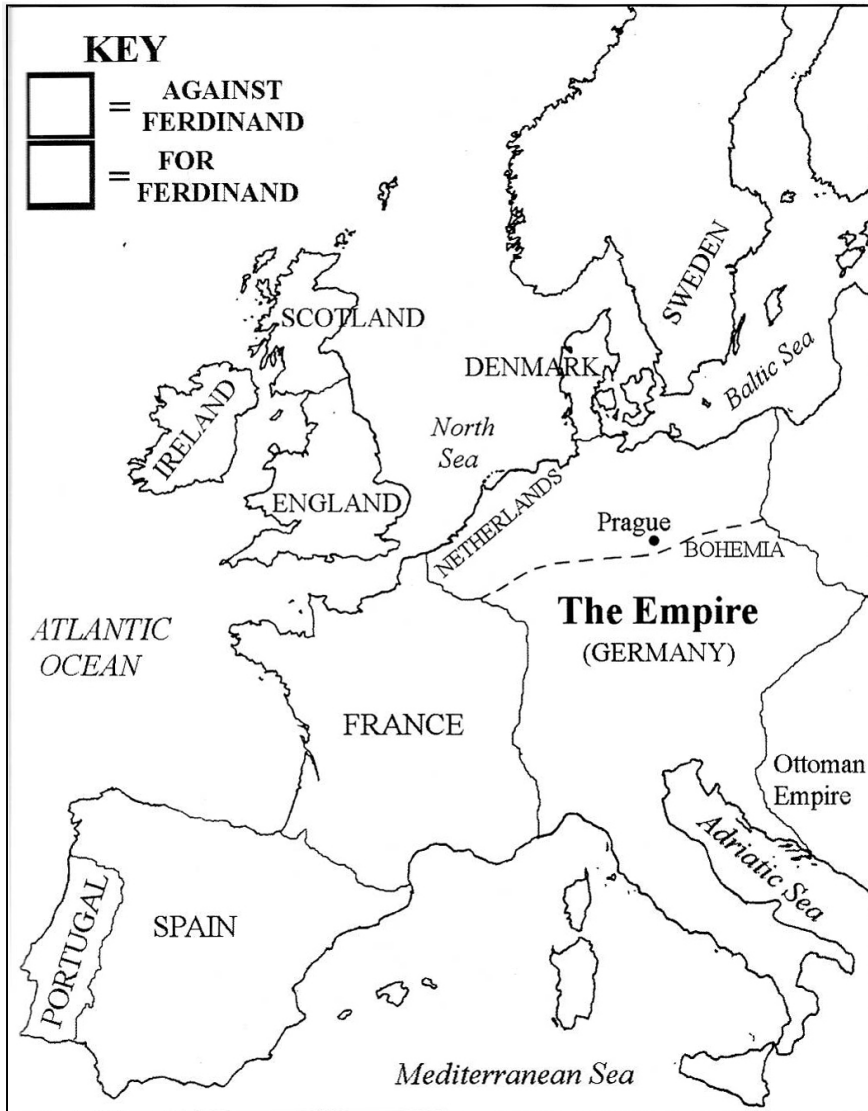 KEY
= AGAINST
FERDINAND
= FOR
FERDINAND
SCOTLAND
IRELAND
ENGLAND
North
Sea
DENMARK
SWEDEN
Baltic Sea
NETHERLANDS
Prague
BOHEMIA
The Empire
(GERMANY)
ATLANTIC
OCEAN
FRANCE
Ottoman
Empire
Adriatic Sea
PORTUGAL
SPAIN
Mediterranean Sea